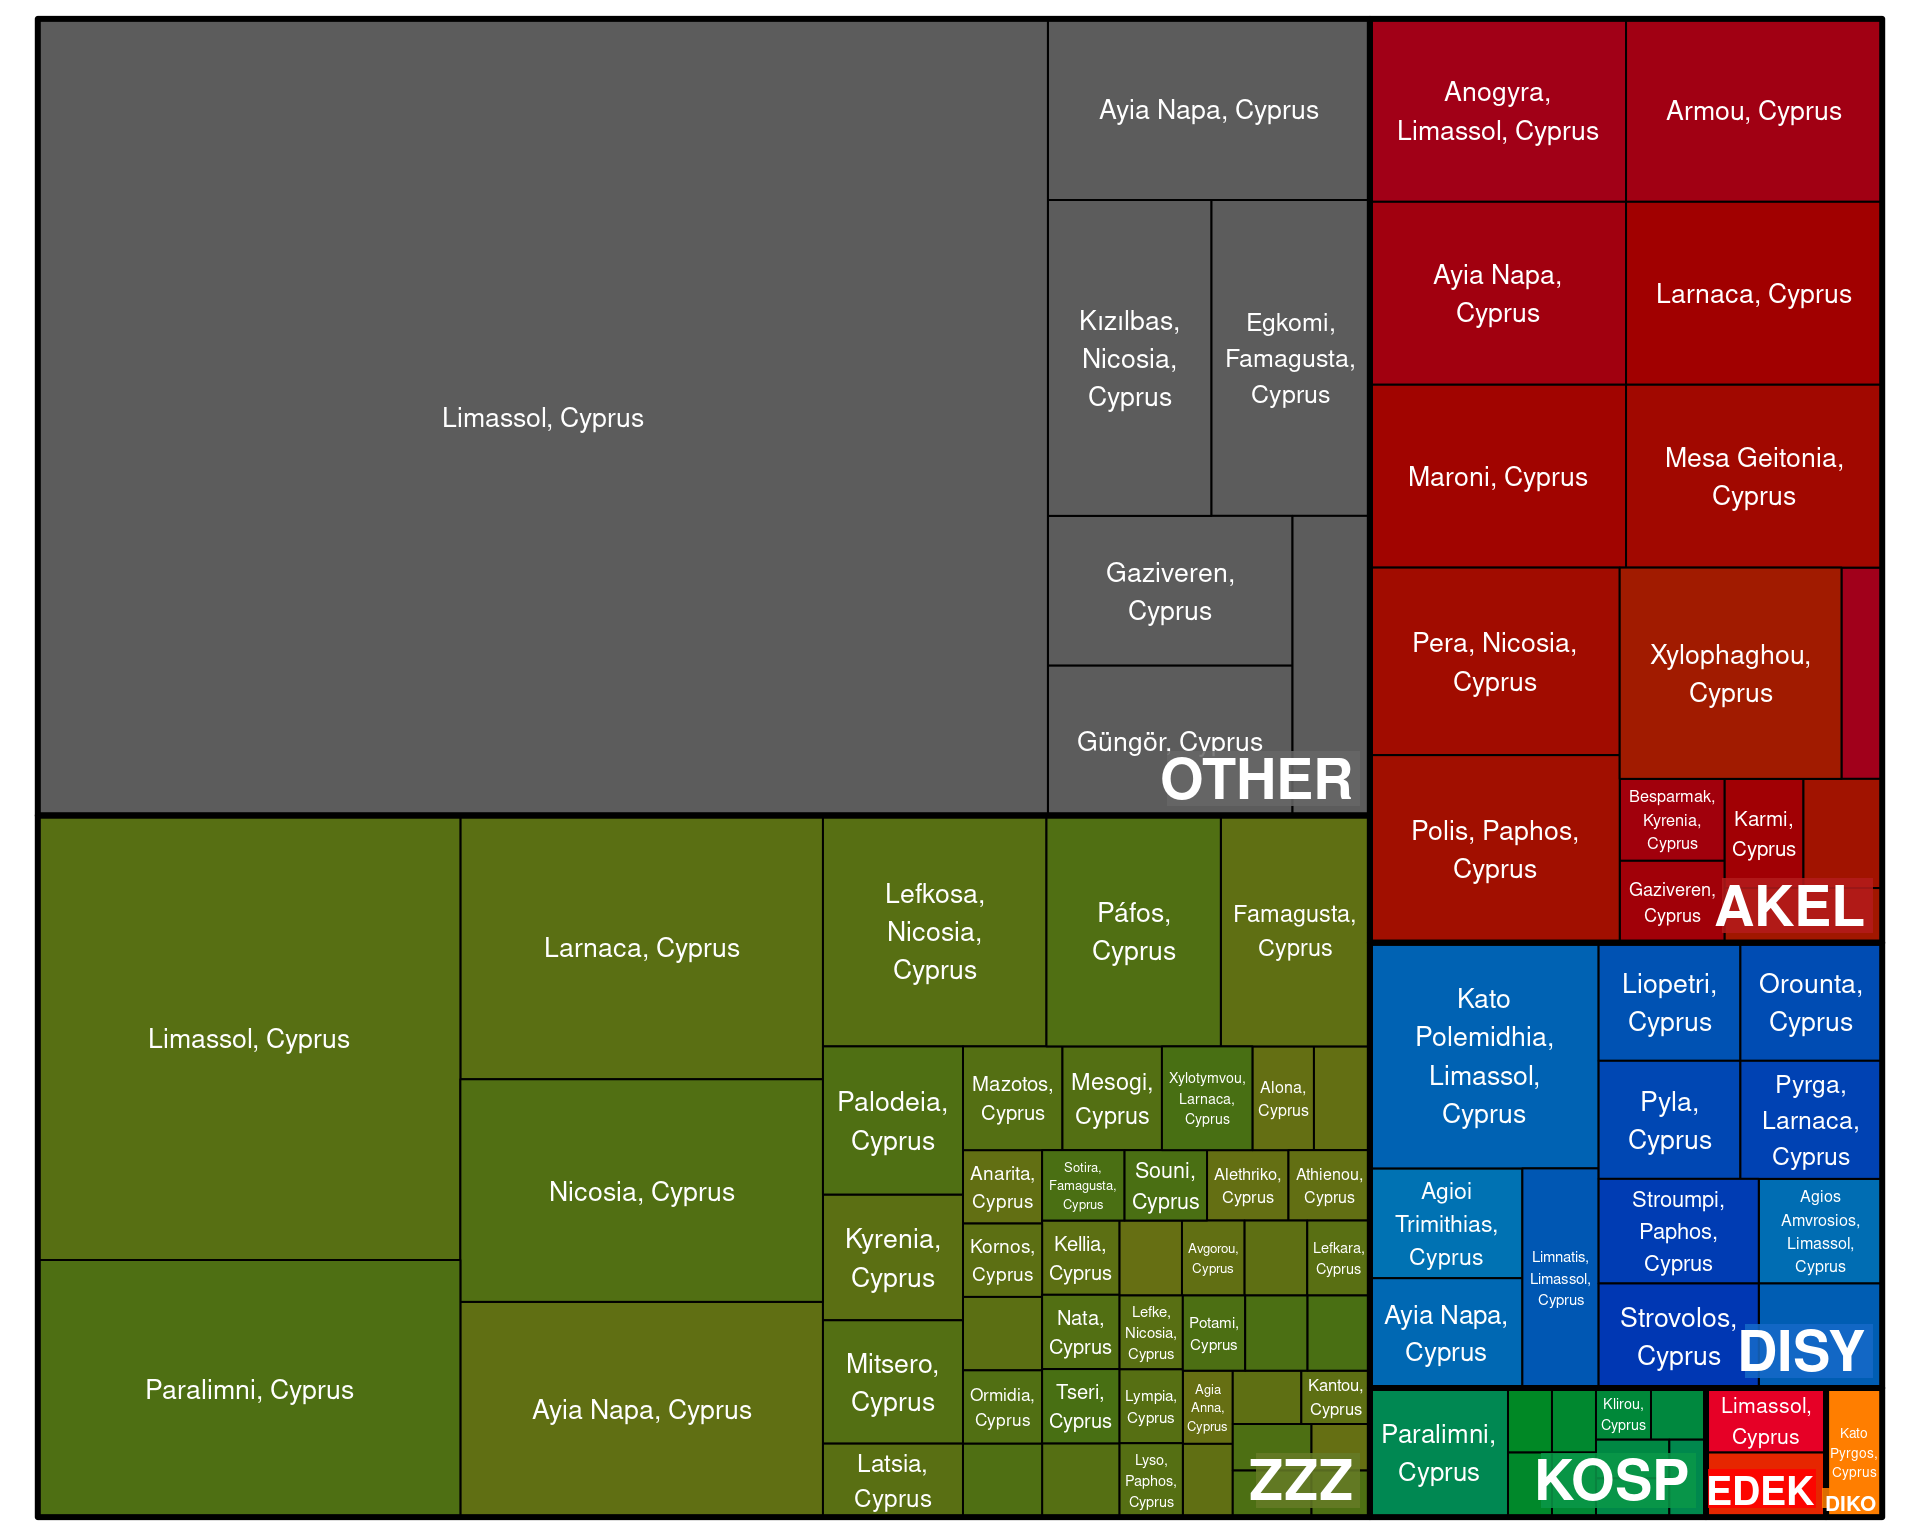 Limassol, Cyprus
Ayia Napa, Cyprus
Kızılbas,
Nicosia,
Cyprus
Egkomi,
Famagusta,
Cyprus
Gaziveren,
Cyprus
Güngör, Cyprus
OTHER
Anogyra,
Limassol, Cyprus
Armou, Cyprus
Ayia Napa,
Cyprus
Larnaca, Cyprus
Maroni, Cyprus
Mesa Geitonia,
Cyprus
Pera, Nicosia,
Cyprus
Xylophaghou,
Cyprus
Polis, Paphos,
Cyprus
Besparmak,
Kyrenia,
Cyprus
Karmi,
Cyprus
Gaziveren,
Cyprus
AKEL
Limassol, Cyprus
Larnaca, Cyprus
Lefkosa,
Nicosia,
Cyprus
Páfos,
Cyprus
Famagusta,
Cyprus
Nicosia, Cyprus
Paralimni, Cyprus
Ayia Napa, Cyprus
Palodeia,
Cyprus
Mazotos,
Cyprus
Mesogi,
Cyprus
Xylotymvou,
Larnaca,
Cyprus
Alona,
Cyprus
Kyrenia,
Cyprus
Anarita,
Cyprus
Sotira,
Famagusta,
Cyprus
Souni,
Cyprus
Alethriko,
Cyprus
Athienou,
Cyprus
Kornos,
Cyprus
Kellia,
Cyprus
Avgorou,
Cyprus
Lefkara,
Cyprus
Mitsero,
Cyprus
Nata,
Cyprus
Lefke,
Nicosia,
Cyprus
Potami,
Cyprus
Ormidia,
Cyprus
Tseri,
Cyprus
Lympia,
Cyprus
Agia
Anna,
Cyprus
Kantou,
Cyprus
Latsia,
Cyprus
Lyso,
Paphos,
Cyprus
ZZZ
Kato
Polemidhia,
Limassol,
Cyprus
Liopetri,
Cyprus
Orounta,
Cyprus
Pyla,
Cyprus
Pyrga,
Larnaca,
Cyprus
Agioi
Trimithias,
Cyprus
Limnatis,
Limassol,
Cyprus
Stroumpi,
Paphos,
Cyprus
Agios
Amvrosios,
Limassol,
Cyprus
Ayia Napa,
Cyprus
Strovolos,
Cyprus
DISY
Paralimni,
Cyprus
Klirou,
Cyprus
KOSP
Limassol,
Cyprus
EDEK
Kato
Pyrgos,
Cyprus
DIKO